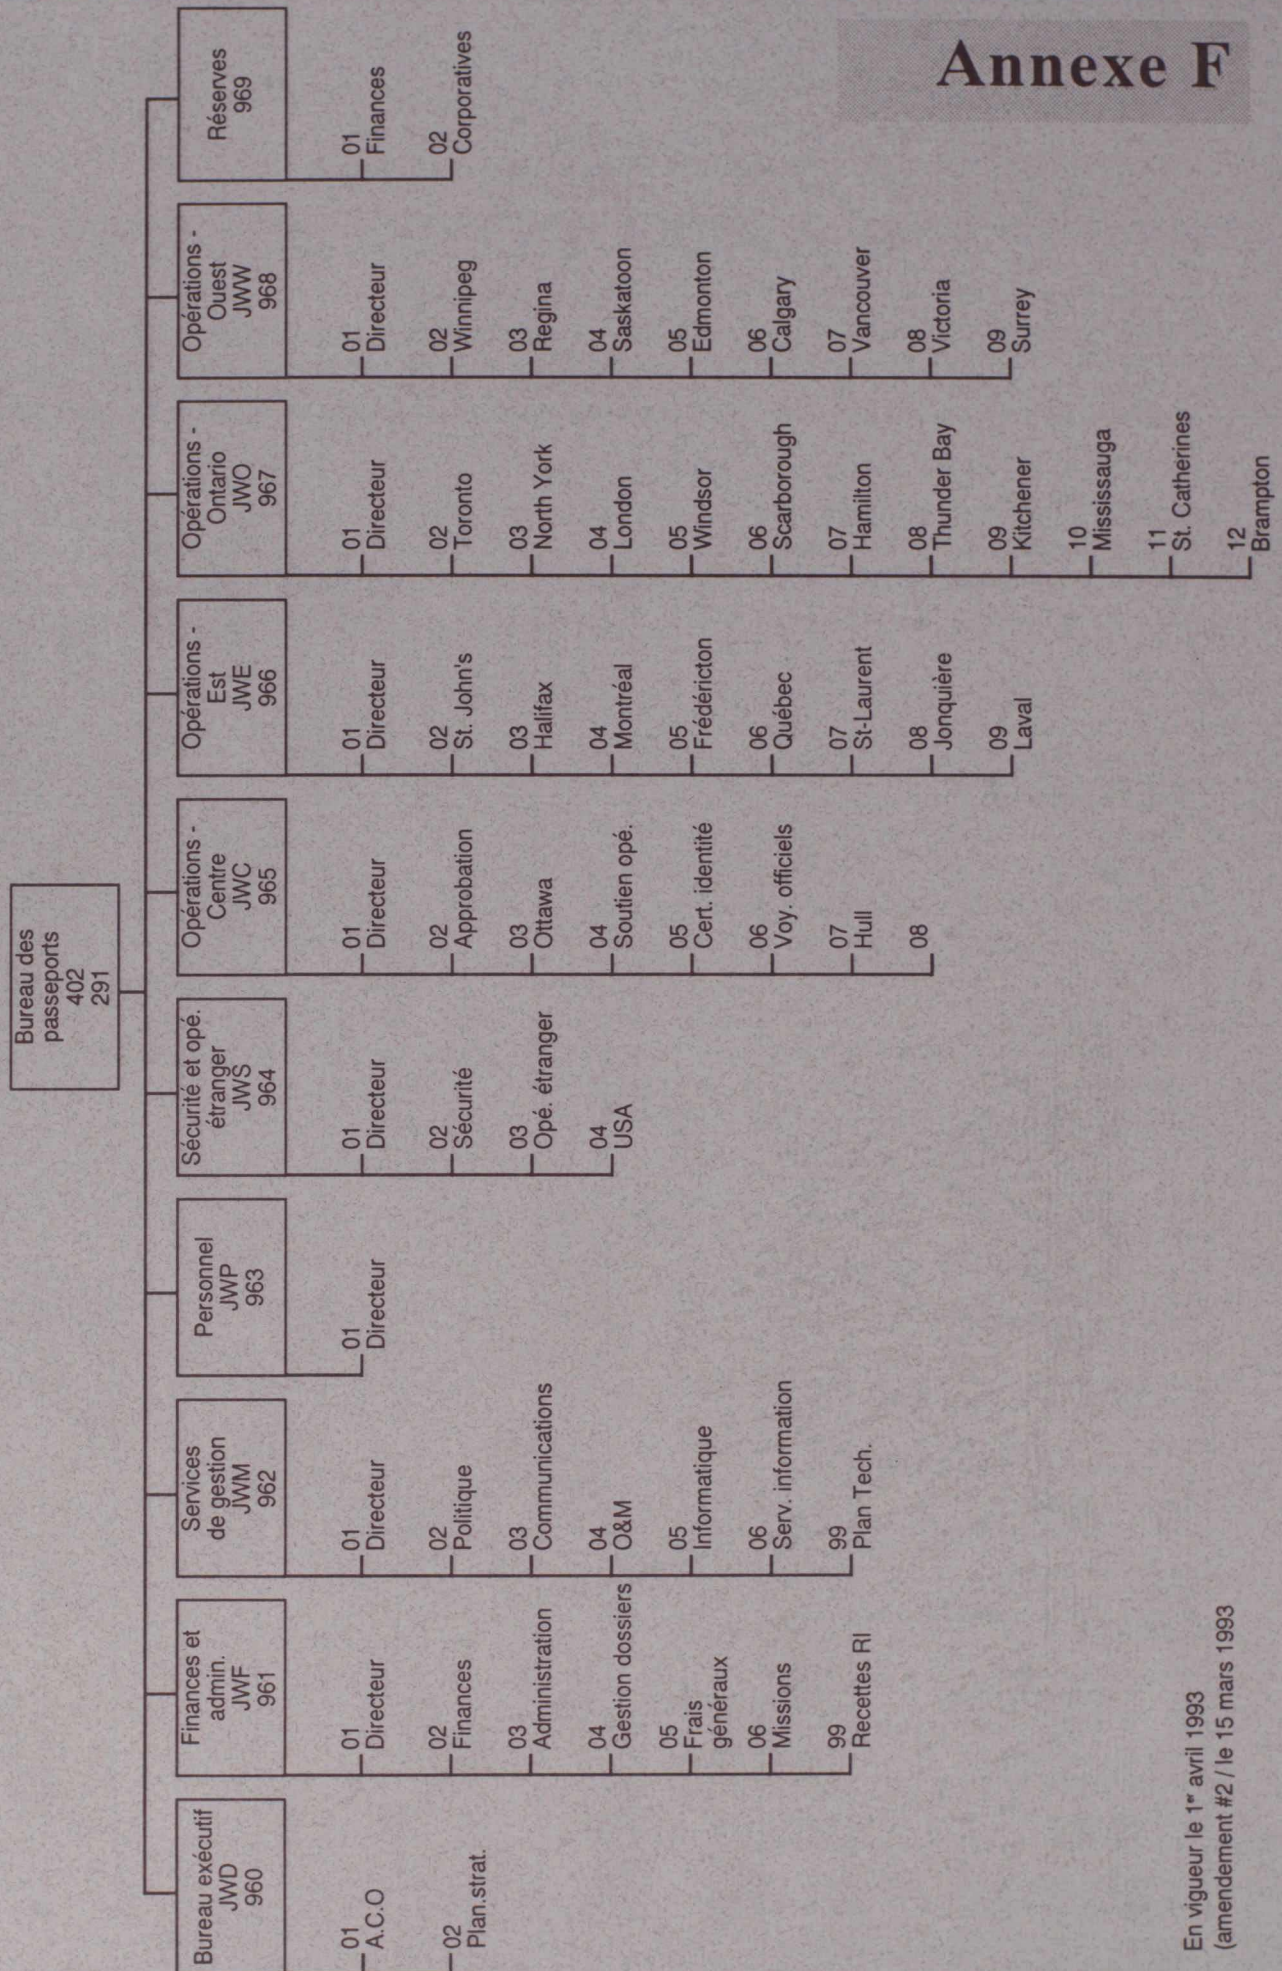 Annexe F
Bureau des
passeports
402
291
Bureau exécutif
JWD
960
01
A.C.O
02
Plan.strat.
Finances et
admin.
JWF
961
01
Directeur
02
Finances
03
Administration
04
Gestion dossiers
05
Frais
généraux
06
Missions
99
Recettes RI
Services
de gestion
JWM
962
01
Directeur
02
Politique
03
Communications
04
O&M
05
Informatique
06
Serv. information
99
Plan Tech.
Personnel
JWP
963
01
Directeur
Sécurité et opé.
étranger
JWS
964
01
Directeur
02
Sécurité
03
Opé. étranger
04
USA
Opérations -
Centre
JWC
965
01
Directeur
02
Approbation
03
Ottawa
04
Soutien opé.
05
Cert. identité
06
Voy. officiels
07
Hull
08
Opérations -
Est
JWE
966
01
Directeur
02
St. John's
03
Halifax
04
Montréal
05
Frédéricton
06
Québec
07
St-Laurent
08
Jonquière
09
Laval
Opérations -
Ontario
JWO
967
01
Directeur
02
Toronto
03
North York
04
London
05
Windsor
06
Scarborough
07
Hamilton
08
Thunder Bay
09
Kitchener
10
Mississauga
11
St. Catherines
12
Brampton
Opérations -
Ouest
JWW
968
01
Directeur
02
Winnipeg
03
Regina
04
Saskatoon
05
Edmonton
06
Calgary
07
Vancouver
08
Victoria
09
Surrey
Réserves
969
01
Finances
02
Corporatives
En vigueur le 1er avril 1993
(amendement #2 / le 15 mars 1993